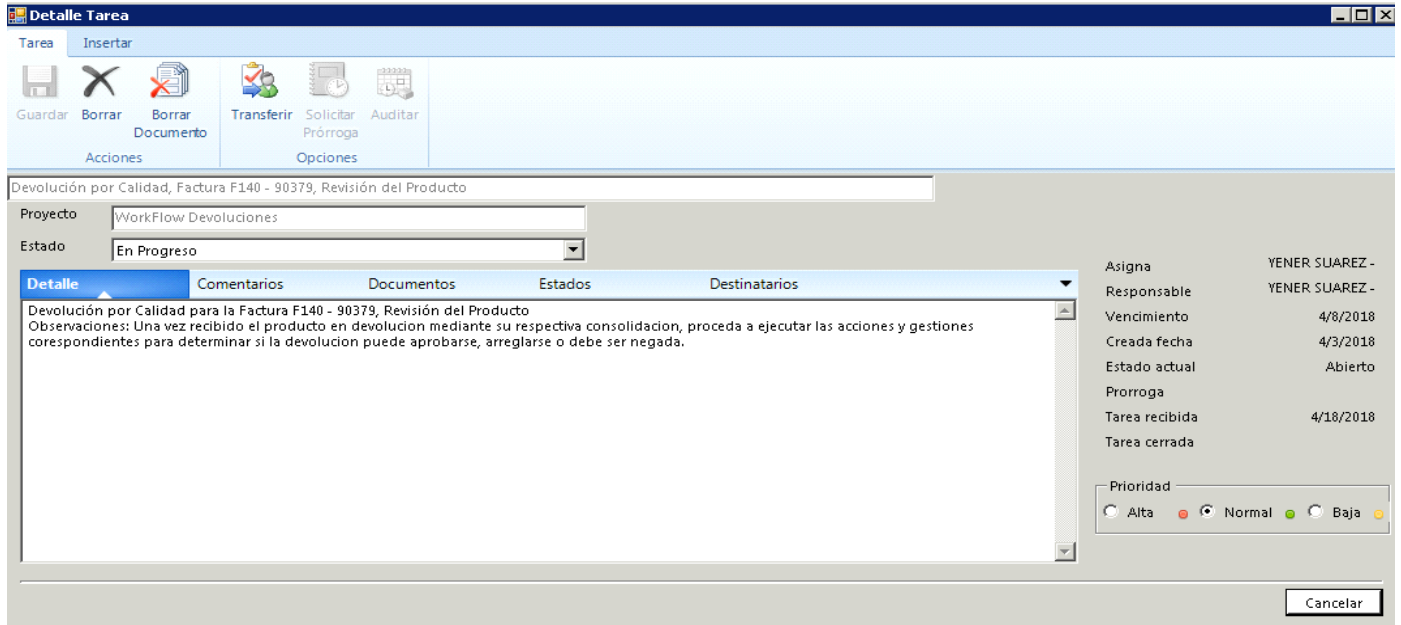 Detalle Tarea
Tarea Insertar
Guardar Borrar Borrar Documento Transferir Solicitar Prórroga Auditar
Acciones Opciones
Devolución por Calidad, Factura F140 - 90379, Revisión del Producto
Proyecto WorkFlow Devoluciones
Estado En Progreso
Detalle Comentarios Documentos Estados Destinatarios
Devolución por Calidad para la Factura F140 - 90379, Revisión del Producto
Observaciones: Una vez recibido el producto en devolucion mediante su respectiva consolidacion, proceda a ejecutar las acciones y gestiones
corespondientes para determinar si la devolucion puede aprobarse, arreglarse o debe ser negada.
Asigna YENER SUAREZ -
Responsable YENER SUAREZ -
Vencimiento 4/8/2018
Creada fecha 4/3/2018
Estado actual Abierto
Prorroga
Tarea recibida 4/18/2018
Tarea cerrada
Prioridad
Alta Normal Baja
Cancelar